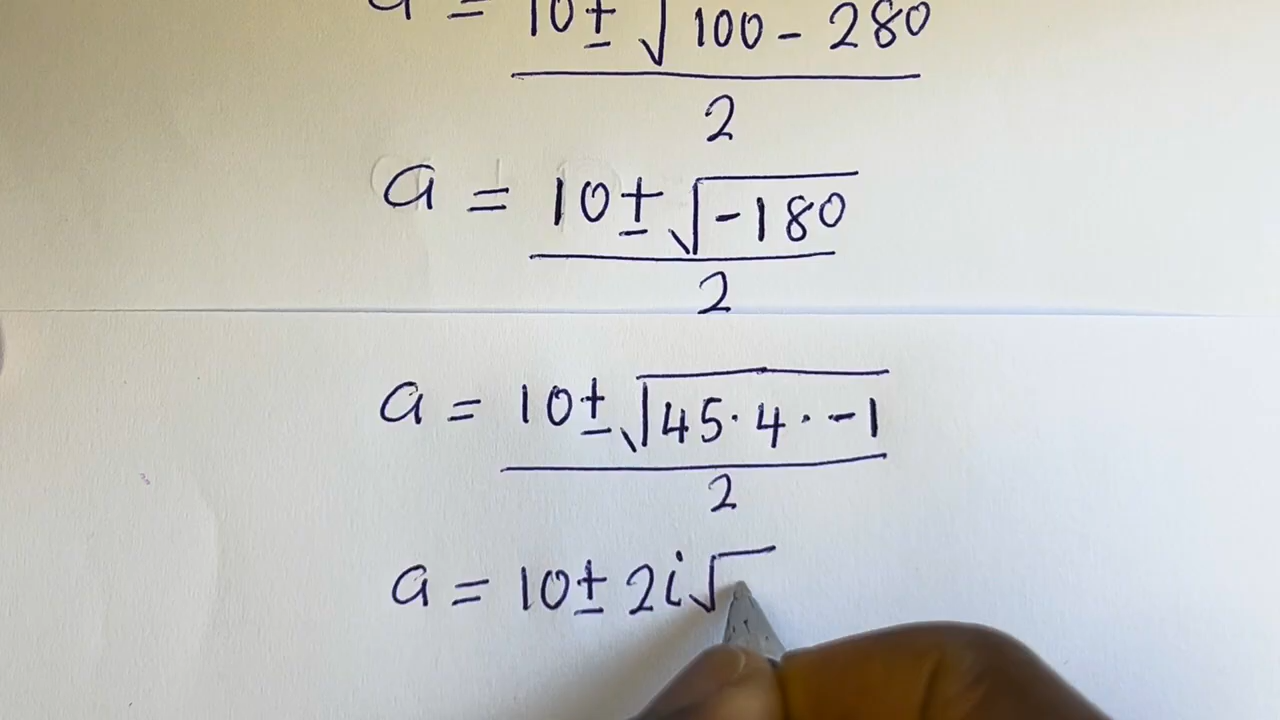 a = 10 ± √100 - 280
2
a = 10 ± √-180
2
a = 10 ± √45 · 4 · -1
2
a = 10 ± 2i√